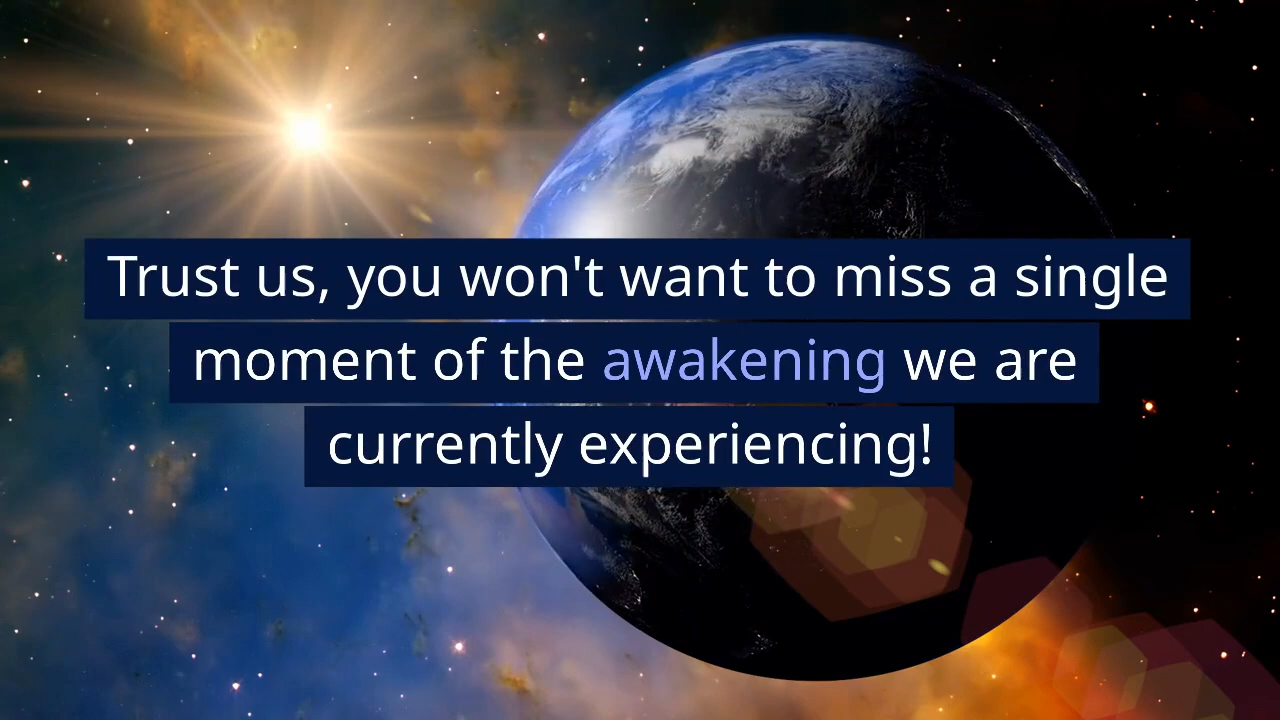 Trust us, you won't want to miss a single
moment of the awakening we are
currently experiencing!